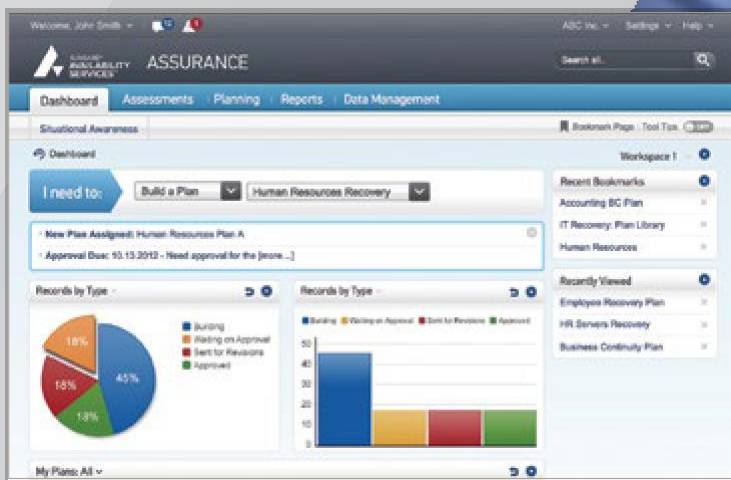 Welcome, John Smith
ABC Inc. Settings Help
SUNGARD
AVAILABILITY
SERVICES
ASSURANCE
Search all...
Dashboard Assessments Planning Reports Data Management
Situational Awareness
Bookmark Page Tool Tips OFF
Dashboard
Workspace 1
I need to: Build a Plan Human Resources Recovery
New Plan Assigned: Human Resources Plan A
Approval Due: 10.13.2012 - Need approval for the [more...]
Recent Bookmarks
Accounting BC Plan
IT Recovery: Plan Library
Human Resources
Recently Viewed
Employee Recovery Plan
HR Servers Recovery
Business Continuity Plan
Records by Type
Building
Waiting on Approval
Sent for Revisions
Approved
18%
45%
18%
18%
Records by Type
Building Waiting on Approval Sent for Revisions Approved
50
40
30
20
10
0
My Plans: All